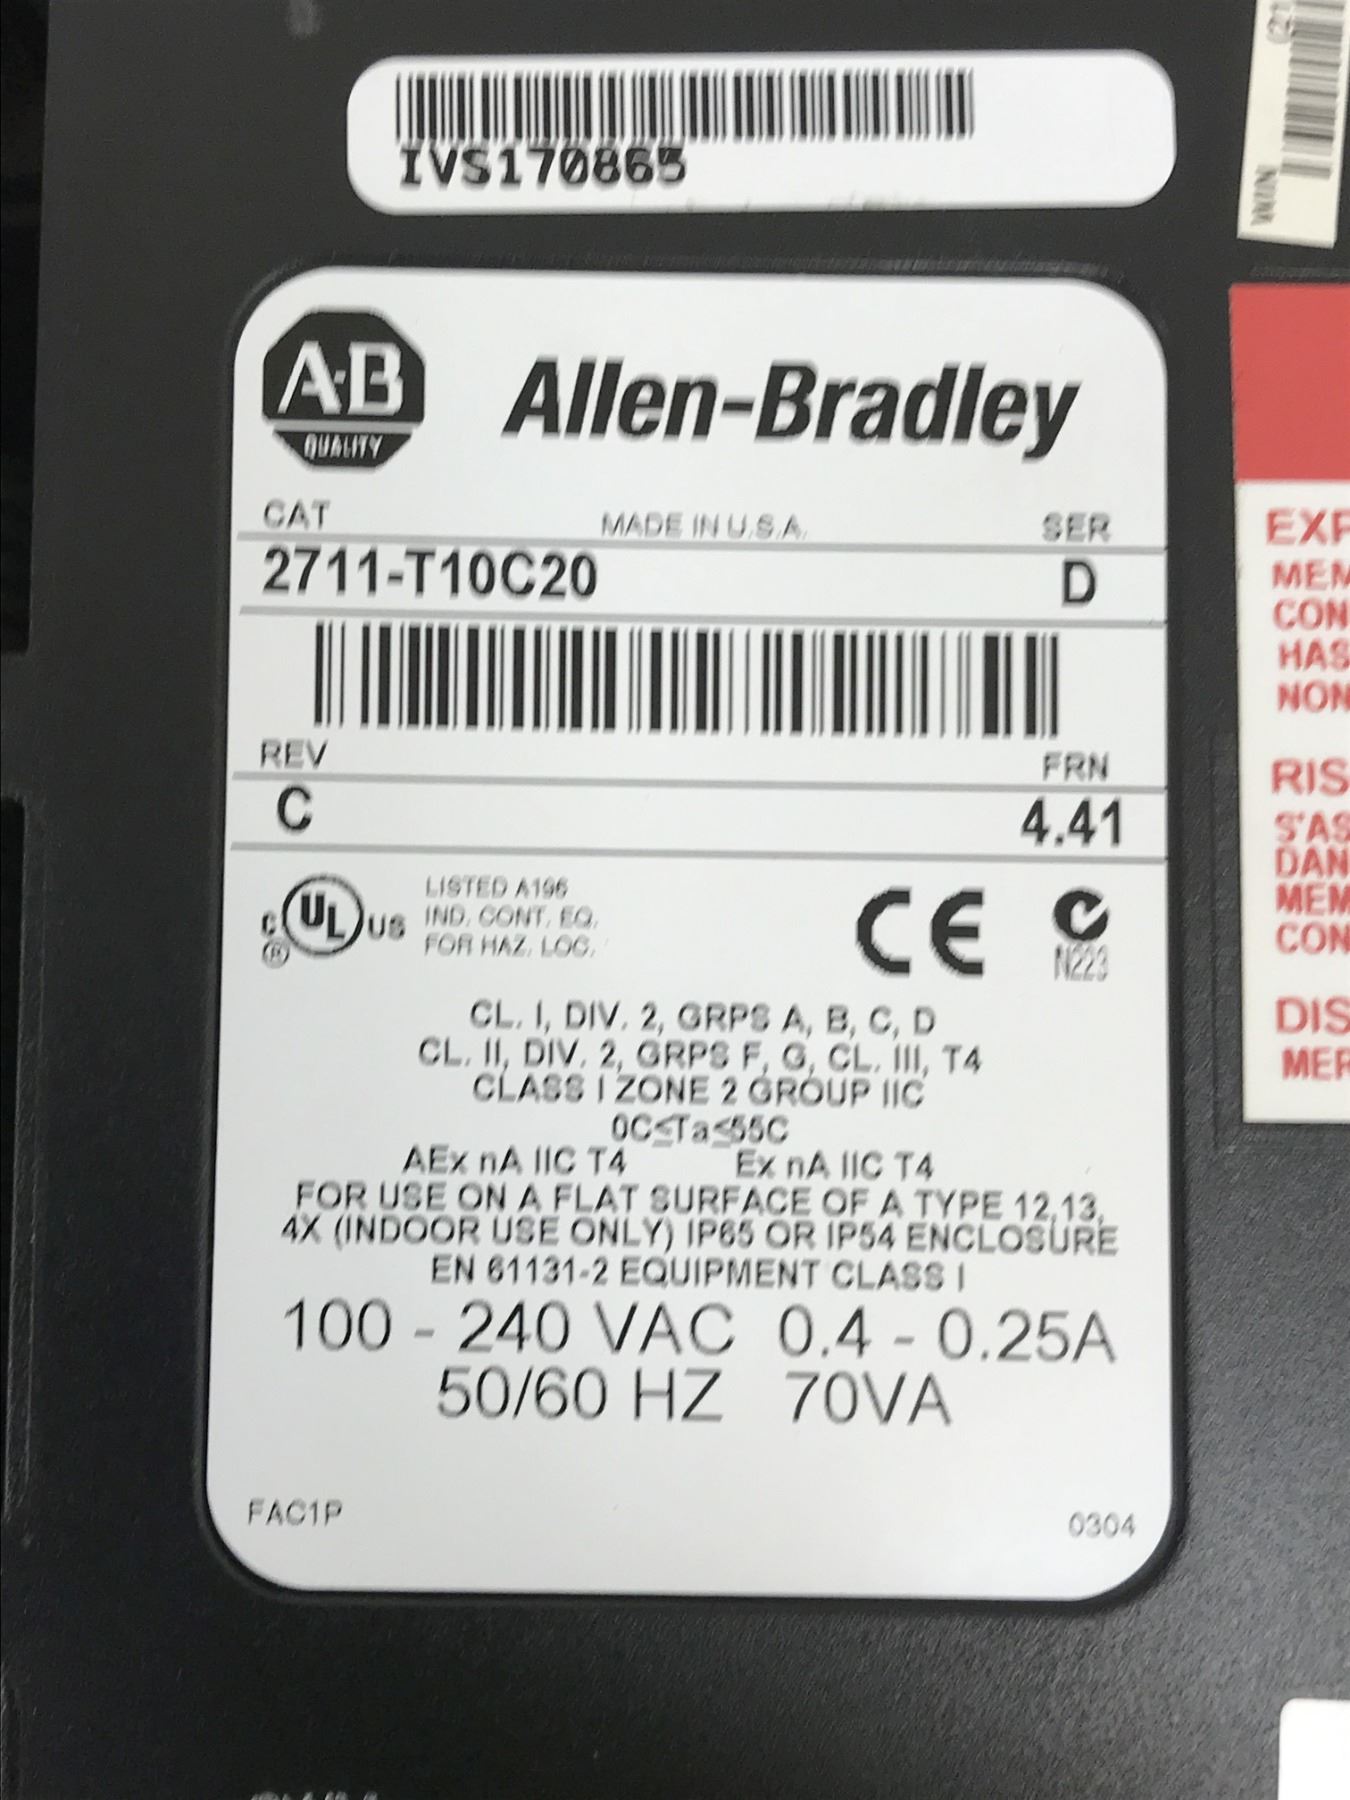 IVS170865
A-B
QUALITY
Allen-Bradley
CAT MADE IN U.S.A. SER
2711-T10C20 D
REV FRN
C 4.41
C UL US
®
LISTED A196
IND. CONT. EQ.
FOR HAZ. LOC.
CE
N223
CL. I, DIV. 2, GRPS A, B, C, D
CL. II, DIV. 2, GRPS F, G, CL. III, T4
CLASS I ZONE 2 GROUP IIC
0C≤Ta≤55C
AEx nA IIC T4 Ex nA IIC T4
FOR USE ON A FLAT SURFACE OF A TYPE 12,13,
4X (INDOOR USE ONLY) IP65 OR IP54 ENCLOSURE
EN 61131-2 EQUIPMENT CLASS I
100 - 240 VAC 0.4 - 0.25A
50/60 HZ 70VA
FAC1P 0304
EXP
MEM
CON
HAS
NON
RIS
S'AS
DAN
MEM
CON
DIS
MER